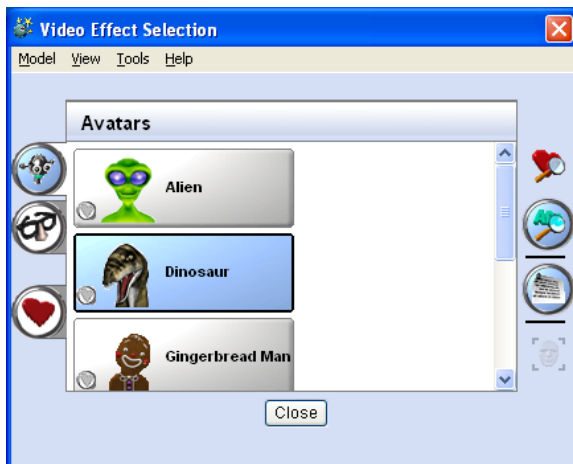 Video Effect Selection
Model View Tools Help
Avatars
Alien
Dinosaur
Gingerbread Man
Close